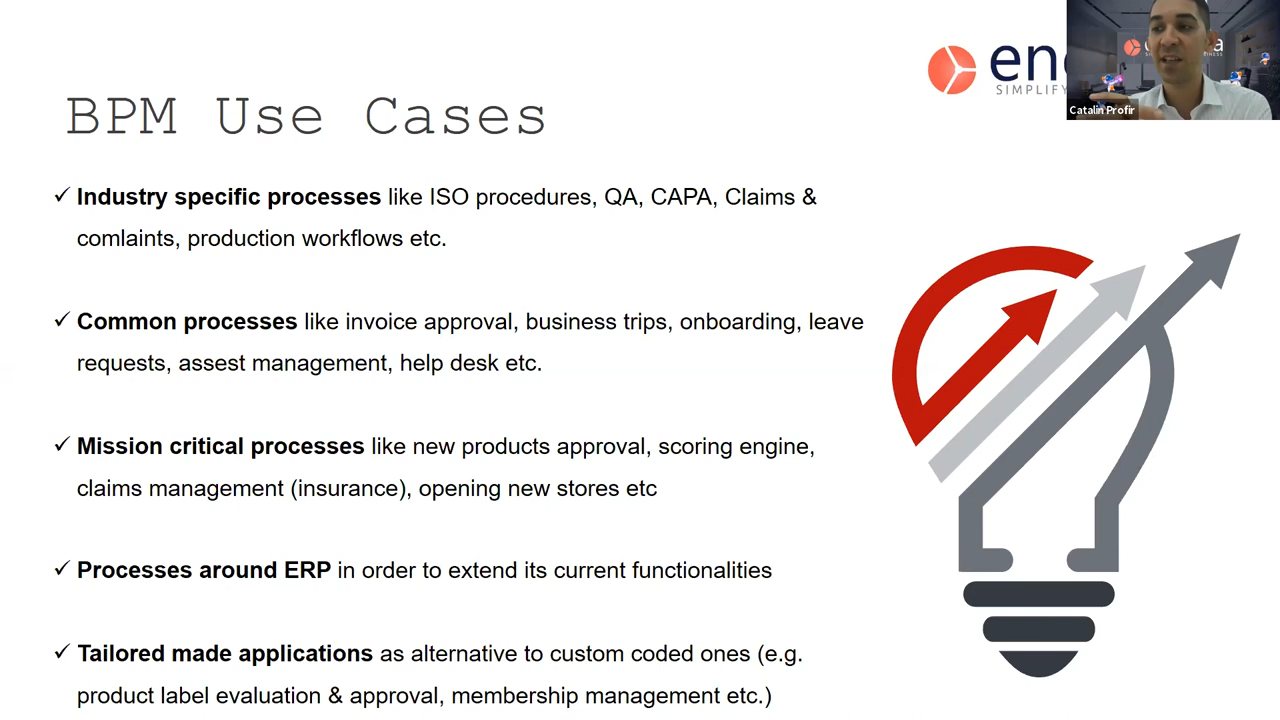 en
SIMPLIFY
Catalin Profir
BPM Use Cases
✓ Industry specific processes like ISO procedures, QA, CAPA, Claims &
comlaints, production workflows etc.
✓ Common processes like invoice approval, business trips, onboarding, leave
requests, assest management, help desk etc.
✓ Mission critical processes like new products approval, scoring engine,
claims management (insurance), opening new stores etc
✓ Processes around ERP in order to extend its current functionalities
✓ Tailored made applications as alternative to custom coded ones (e.g.
product label evaluation & approval, membership management etc.)